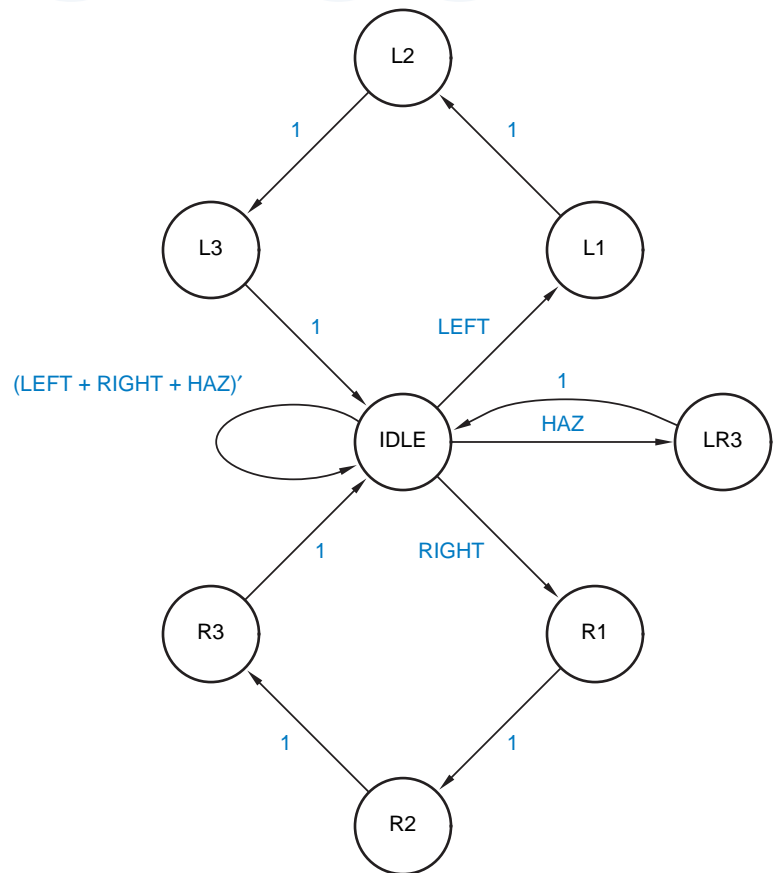 L2
1
1
L3
L1
1
LEFT
(LEFT + RIGHT + HAZ)′
1
IDLE
HAZ
LR3
RIGHT
1
R3
R1
1
1
R2